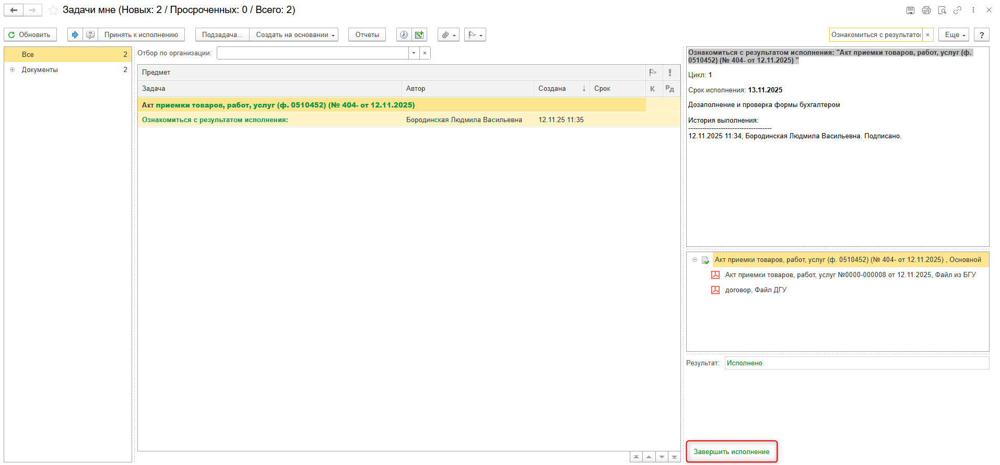 Задачи мне (Новых: 2 / Просроченных: 0 / Всего: 2)
Обновить
Принять к исполнению
Подзадача...
Создать на основании
Отчеты
Ознакомиться с результато
×
Еще
?
Все 2
Документы 2
Отбор по организации:
Предмет
Задача Автор Создана ↓ Срок К Рд
Акт приемки товаров, работ, услуг (ф. 0510452) (№ 404- от 12.11.2025)
Ознакомиться с результатом исполнения: Бородинская Людмила Васильевна 12.11.25 11:35
Ознакомиться с результатом исполнения: "Акт приемки товаров, работ, услуг (ф.
0510452) (№ 404- от 12.11.2025) "
Цикл: 1
Срок исполнения: 13.11.2025
Дозаполнение и проверка формы бухгалтером
История выполнения:
------------------------------------
12.11.2025 11:34, Бородинская Людмила Васильевна. Подписано.
Акт приемки товаров, работ, услуг (ф. 0510452) (№ 404- от 12.11.2025) , Основной
Акт приемки товаров, работ, услуг №0000-000008 от 12.11.2025, Файл из БГУ
договор, Файл ДГУ
Результат: Исполнено
Завершить исполнение